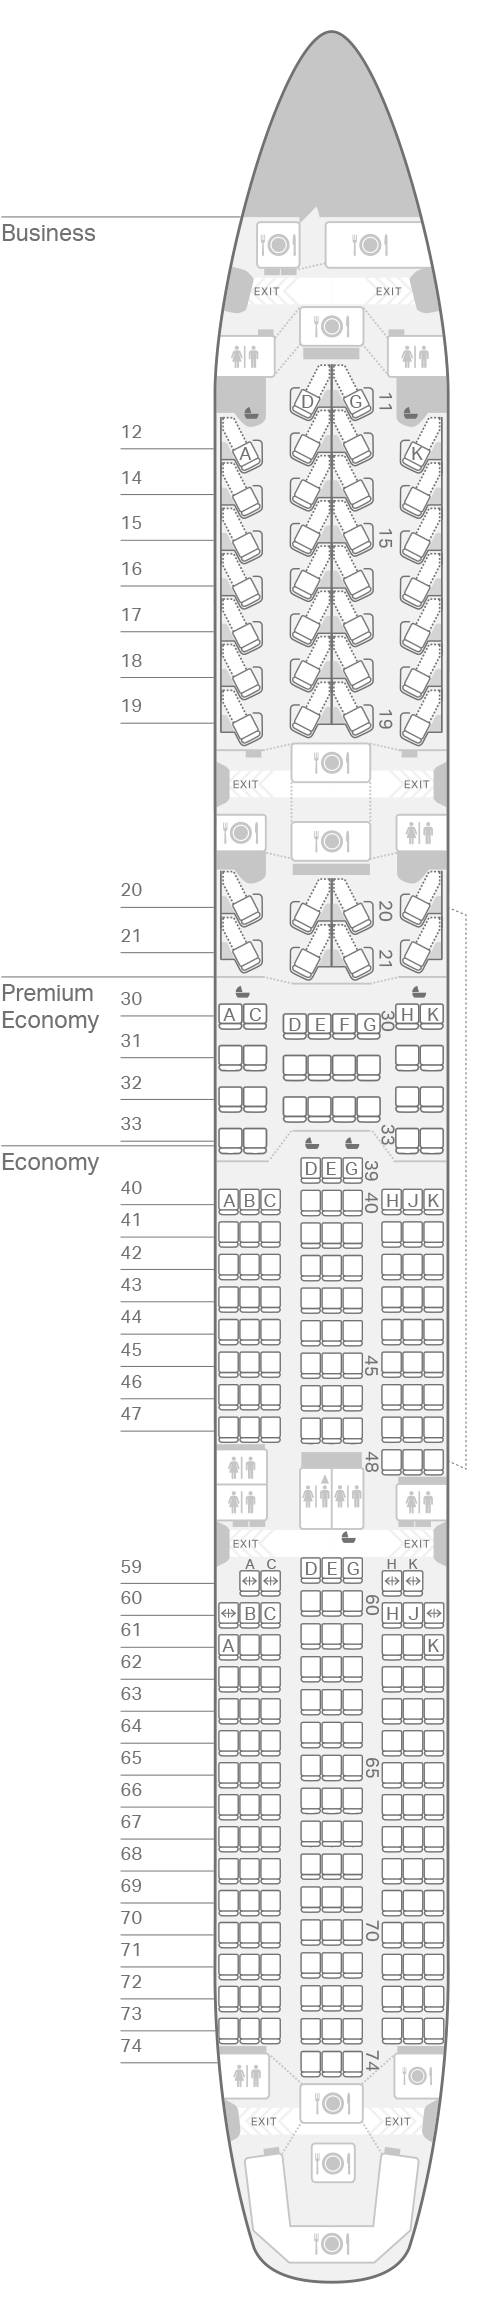 Business
EXIT EXIT
D G 11
12
A K
14
15
15
16
17
18
19
19
EXIT EXIT
20
20
21
21
Premium
Economy
30
A C D E F G 30 H K
31
32
33
33
Economy
D E G 39
40
A B C 40 H J K
41
42
43
44
45
45
46
47
48
EXIT EXIT
59
A C D E G H K
60
B C 60 H J
61
A K
62
63
64
65
65
66
67
68
69
70
70
71
72
73
74
74
EXIT EXIT